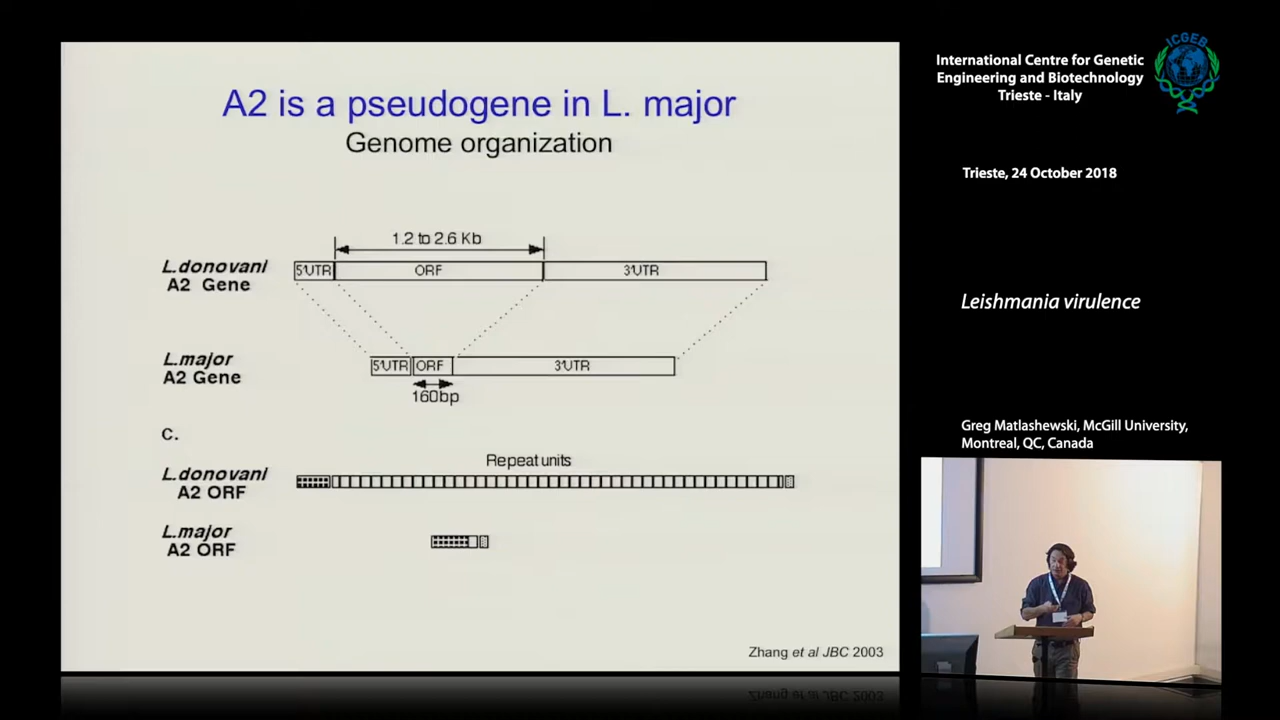 A2 is a pseudogene in L. major
Genome organization
1.2 to 2.6 Kb
L.donovani
A2 Gene
5'UTR
ORF
3'UTR
L.major
A2 Gene
5'UTR
ORF
3'UTR
160bp
C.
Repeat units
L.donovani
A2 ORF
L.major
A2 ORF
Zhang et al JBC 2003
International Centre for Genetic
Engineering and Biotechnology
Trieste - Italy
ICGEB
Trieste, 24 October 2018
Leishmania virulence
Greg Matlashewski, McGill University,
Montreal, QC, Canada